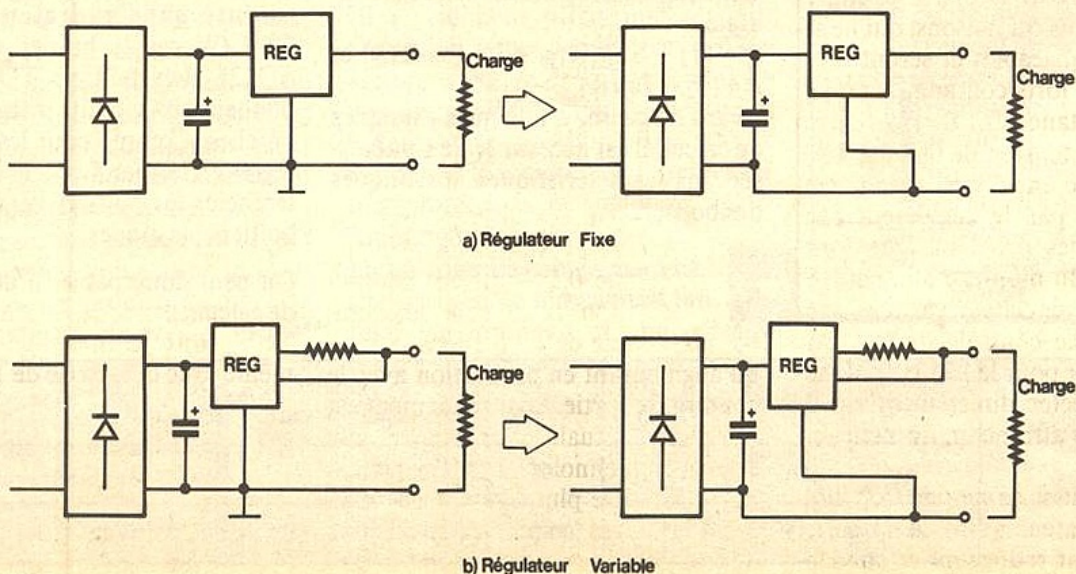 REG
Charge
REG
Charge
a) Régulateur Fixe
REG
Charge
REG
Charge
b) Régulateur Variable